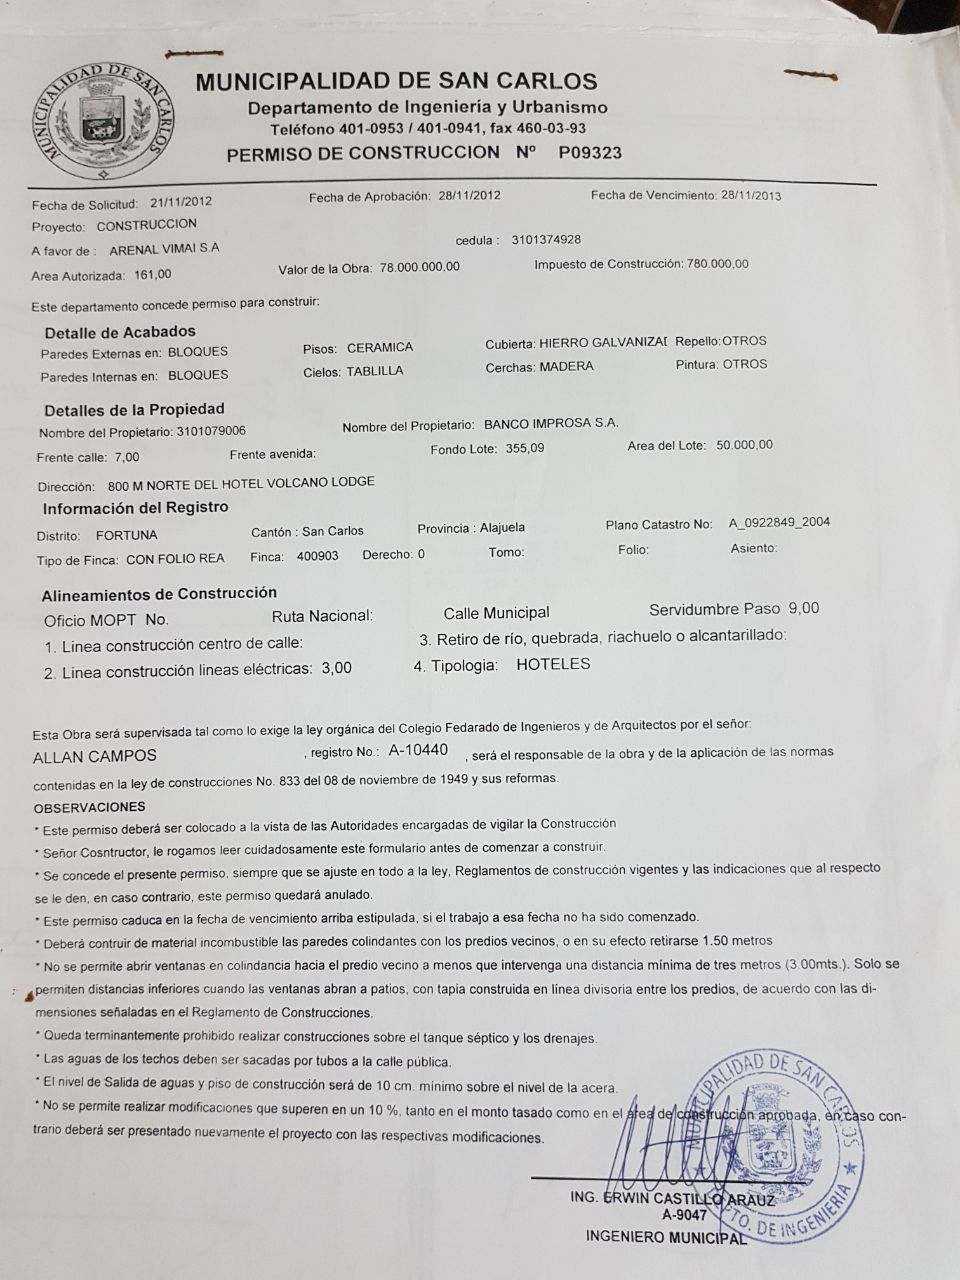 MUNICIPALIDAD DE SAN CARLOS
MUNICIPALIDAD DE SAN CARLOS
Departamento de Ingeniería y Urbanismo
Teléfono 401-0953 / 401-0941, fax 460-03-93
PERMISO DE CONSTRUCCION Nº P09323
Fecha de Solicitud: 21/11/2012 Fecha de Aprobación: 28/11/2012 Fecha de Vencimiento: 28/11/2013
Proyecto: CONSTRUCCION
A favor de : ARENAL VIMAI S.A cedula : 3101374928
Area Autorizada: 161,00 Valor de la Obra: 78.000.000,00 Impuesto de Construcción: 780.000,00
Este departamento concede permiso para construir:
Detalle de Acabados
Paredes Externas en: BLOQUES Pisos: CERAMICA Cubierta: HIERRO GALVANIZAD Repello: OTROS
Paredes Internas en: BLOQUES Cielos: TABLILLA Cerchas: MADERA Pintura: OTROS
Detalles de la Propiedad
Nombre del Propietario: 3101079006 Nombre del Propietario: BANCO IMPROSA S.A.
Frente calle: 7,00 Frente avenida: Fondo Lote: 355,09 Area del Lote: 50.000,00
Dirección: 800 M NORTE DEL HOTEL VOLCANO LODGE
Información del Registro
Distrito: FORTUNA Cantón : San Carlos Provincia : Alajuela Plano Catastro No: A_0922849_2004
Tipo de Finca: CON FOLIO REA Finca: 400903 Derecho: 0 Tomo: Folio: Asiento:
Alineamientos de Construcción
Oficio MOPT No. Ruta Nacional: Calle Municipal Servidumbre Paso 9,00
1. Linea construcción centro de calle: 3. Retiro de río, quebrada, riachuelo o alcantarillado:
2. Linea construcción lineas eléctricas: 3,00 4. Tipologia: HOTELES
Esta Obra será supervisada tal como lo exige la ley orgánica del Colegio Fedarado de Ingenieros y de Arquitectos por el señor:
ALLAN CAMPOS , registro No.: A-10440 , será el responsable de la obra y de la aplicación de las normas
contenidas en la ley de construcciones No. 833 del 08 de noviembre de 1949 y sus reformas.
OBSERVACIONES
* Este permiso deberá ser colocado a la vista de las Autoridades encargadas de vigilar la Construcción
* Señor Cosntructor, le rogamos leer cuidadosamente este formulario antes de comenzar a construir.
* Se concede el presente permiso, siempre que se ajuste en todo a la ley, Reglamentos de construcción vigentes y las indicaciones que al respecto
se le den, en caso contrario, este permiso quedará anulado.
* Este permiso caduca en la fecha de vencimiento arriba estipulada, si el trabajo a esa fecha no ha sido comenzado.
* Deberá contruir de material incombustible las paredes colindantes con los predios vecinos, o en su efecto retirarse 1.50 metros
* No se permite abrir ventanas en colindancia hacia el predio vecino a menos que intervenga una distancia mínima de tres metros (3.00mts.). Solo se
permiten distancias inferiores cuando las ventanas abran a patios, con tapia construida en línea divisoria entre los predios, de acuerdo con las di-
mensiones señaladas en el Reglamento de Construcciones.
* Queda terminantemente prohibido realizar construcciones sobre el tanque séptico y los drenajes.
* Las aguas de los techos deben ser sacadas por tubos a la calle pública.
* El nivel de Salida de aguas y piso de construcción será de 10 cm. mínimo sobre el nivel de la acera.
* No se permite realizar modificaciones que superen en un 10 %, tanto en el monto tasado como en el área de construcción aprobada, en caso con-
trario deberá ser presentado nuevamente el proyecto con las respectivas modificaciones.
MUNICIPALIDAD DE SAN CARLOS
DEPTO. DE INGENIERIA
ING. ERWIN CASTILLO ARAUZ
A-9047
INGENIERO MUNICIPAL